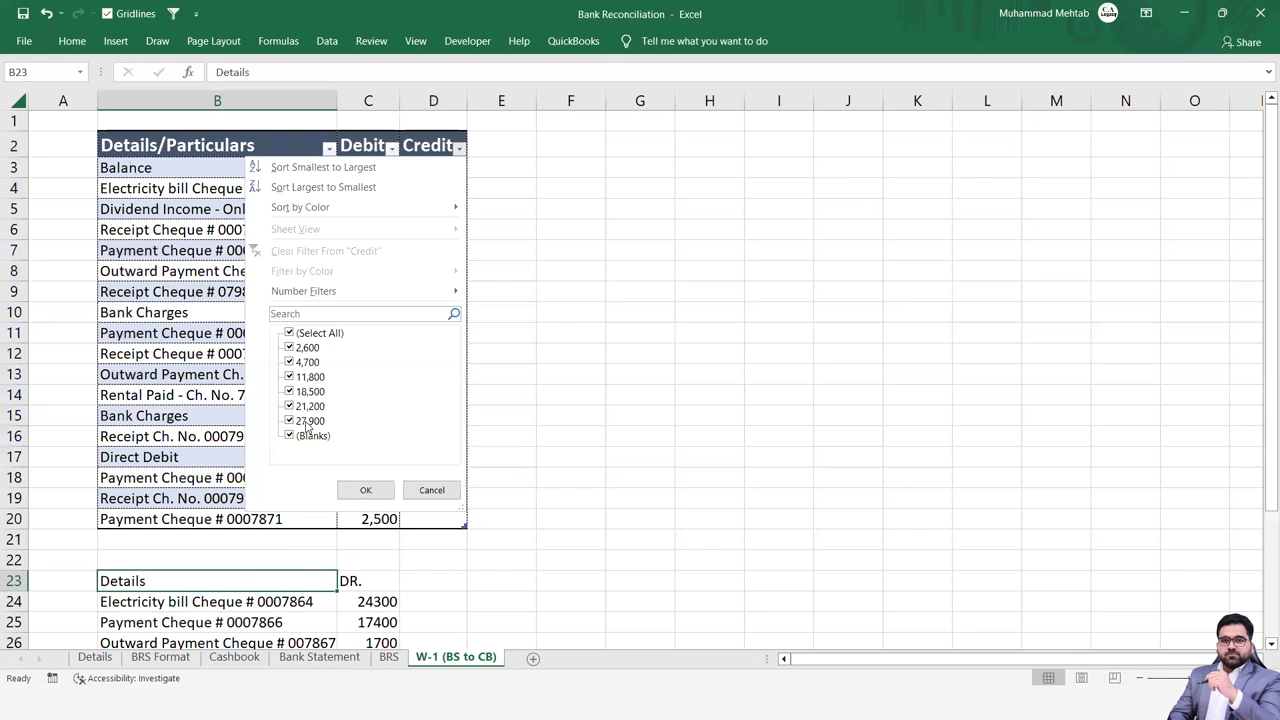 Gridlines
Bank Reconciliation - Excel
Muhammad Mehtab
CA
Legacy
File Home Insert Draw Page Layout Formulas Data Review View Developer Help QuickBooks Tell me what you want to do
Share
B23 fx Details
A B C D E F G H I J K L M N O
1
2 Details/Particulars Debit Credit
3 Balance
4 Electricity bill Cheque
5 Dividend Income - Onl
6 Receipt Cheque # 0007
7 Payment Cheque # 000
8 Outward Payment Che
9 Receipt Cheque # 0798
10 Bank Charges
11 Payment Cheque # 000
12 Receipt Cheque # 0007
13 Outward Payment Ch.
14 Rental Paid - Ch. No. 7
15 Bank Charges
16 Receipt Ch. No. 00079
17 Direct Debit
18 Payment Cheque # 000
19 Receipt Ch. No. 00079
20 Payment Cheque # 0007871 2,500
21
22
23 Details DR.
24 Electricity bill Cheque # 0007864 24300
25 Payment Cheque # 0007866 17400
26 Outward Payment Cheque # 007867 1700
Sort Smallest to Largest
Sort Largest to Smallest
Sort by Color
Sheet View
Clear Filter From "Credit"
Filter by Color
Number Filters
Search
(Select All)
2,600
4,700
11,800
18,500
21,200
27,900
(Blanks)
OK Cancel
Details BRS Format Cashbook Bank Statement BRS W-1 (BS to CB)
Ready Accessibility: Investigate